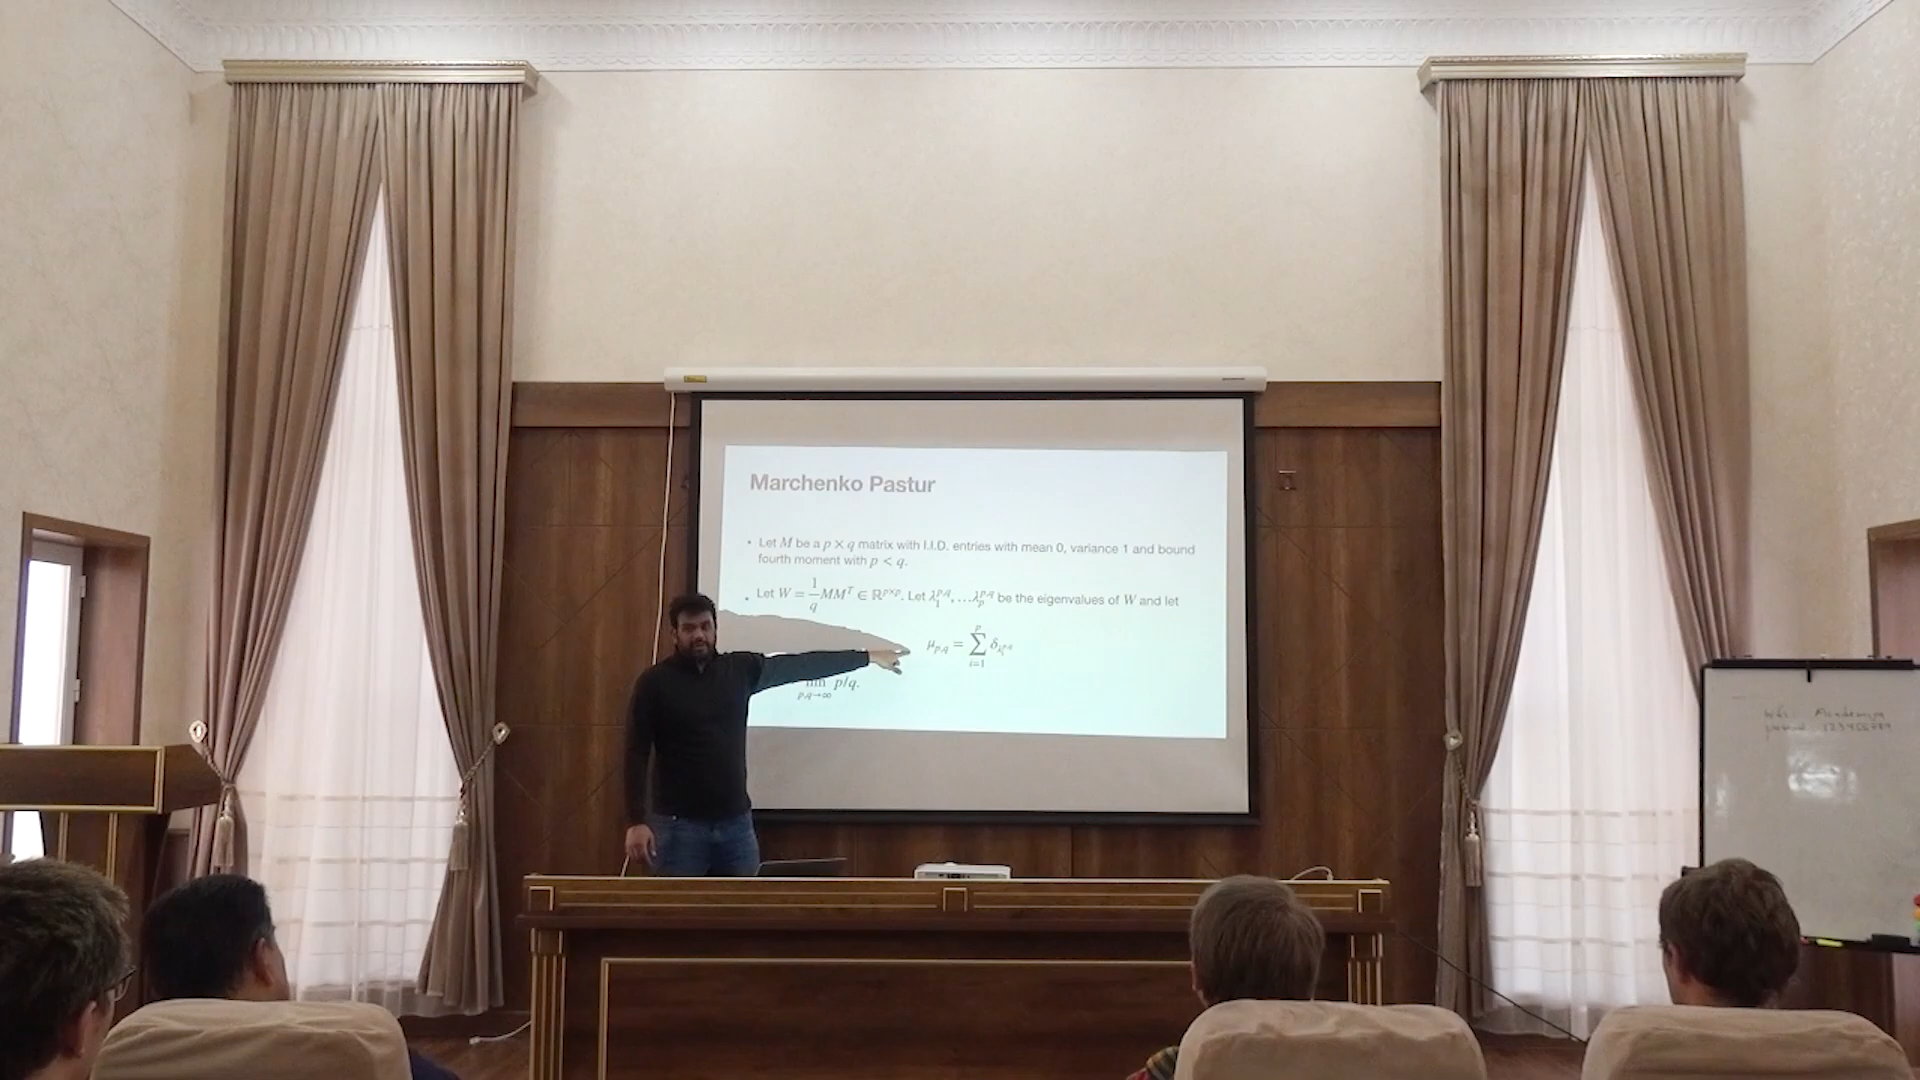 Marchenko Pastur
• Let M be a p × q matrix with I.I.D. entries with mean 0, variance 1 and bound
fourth moment with p < q.
• Let W = 1/q MM^T ∈ ℝ^{p×p}. Let λ_1^{p,q}, …λ_p^{p,q} be the eigenvalues of W and let
μ_{p,q} = ∑_{i=1}^{p} δ_{λ_i^{p,q}}
lim_{p,q→∞} p/q.